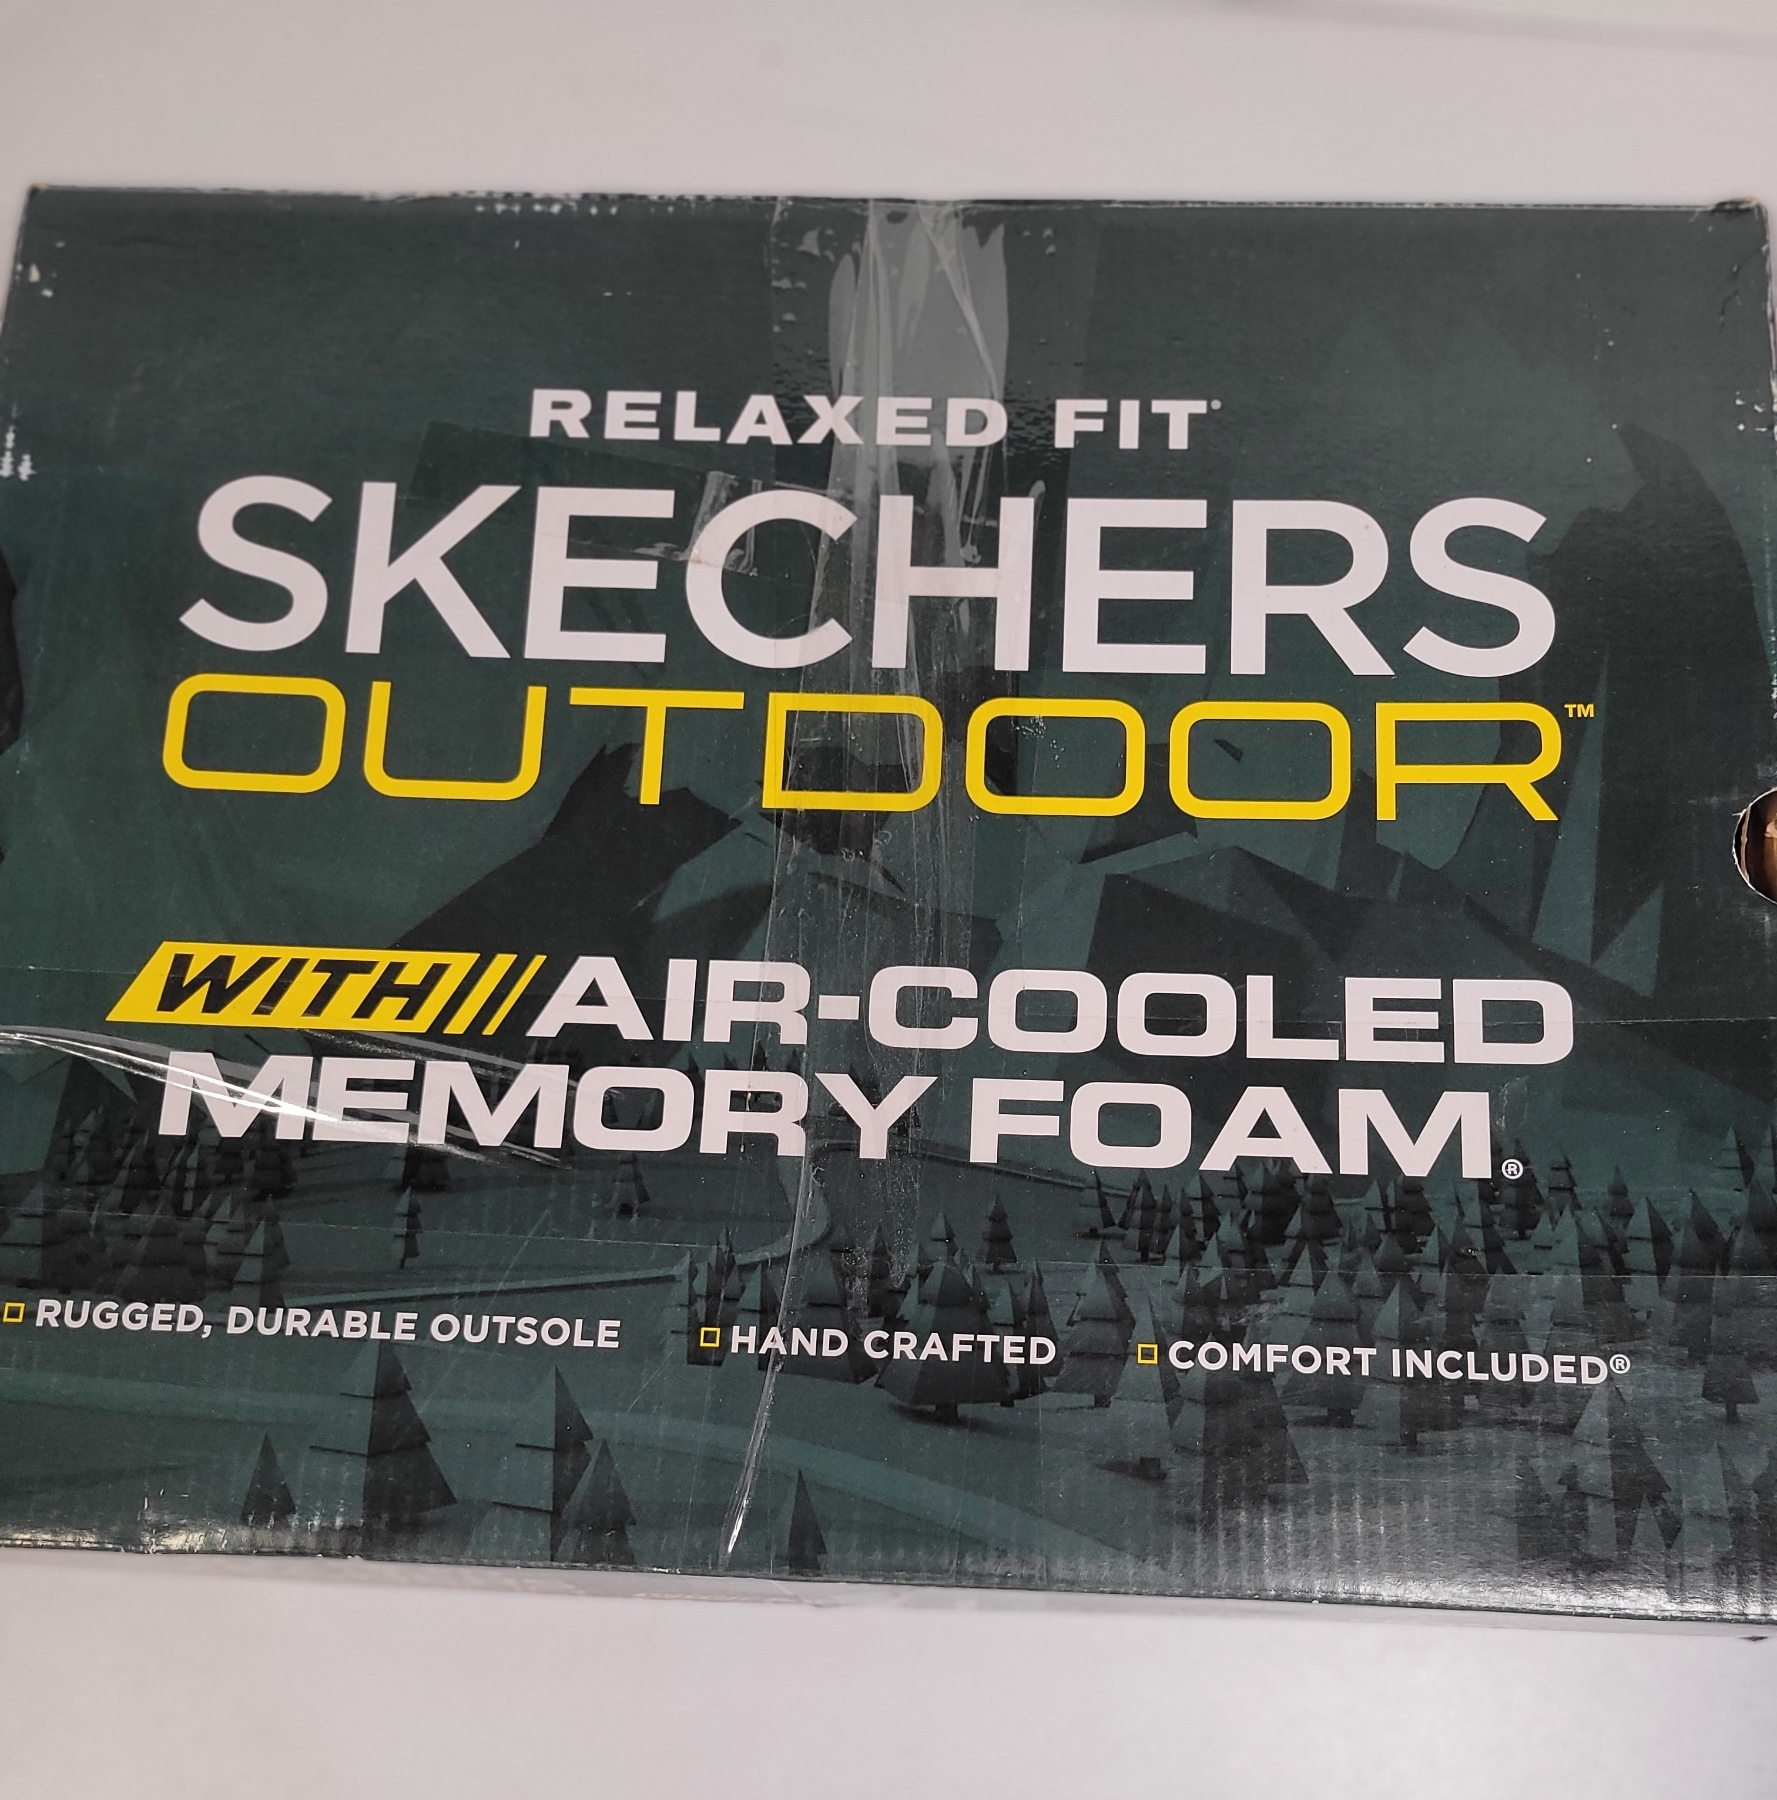 RELAXED FIT®
SKECHERS
OUTDOOR™
WITH// AIR-COOLED
MEMORY FOAM®
RUGGED, DURABLE OUTSOLE HAND CRAFTED COMFORT INCLUDED®